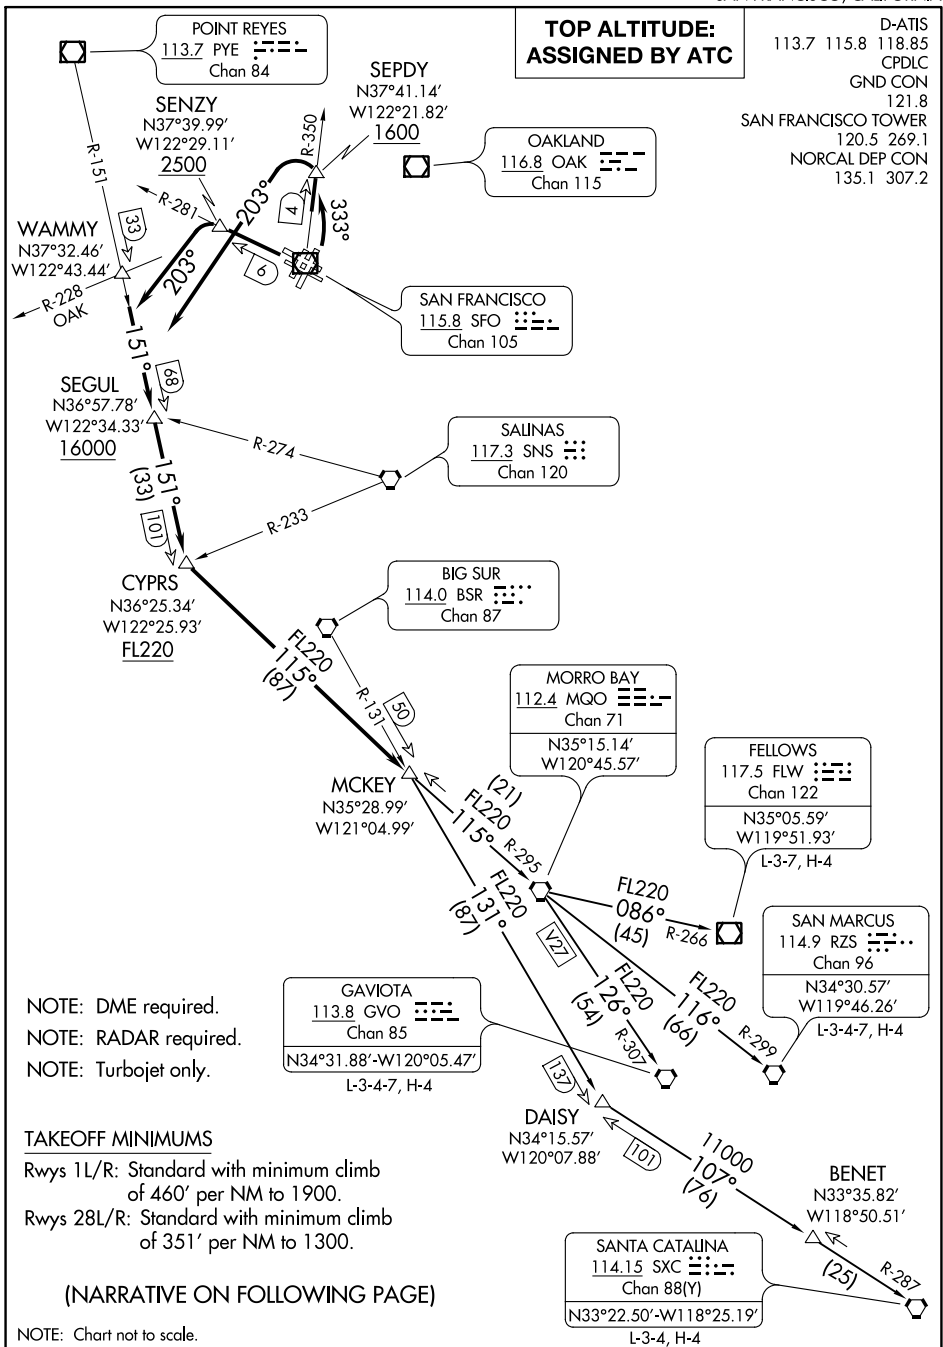 TOP ALTITUDE:
ASSIGNED BY ATC
D-ATIS
113.7 115.8 118.85
CPDLC
GND CON
121.8
SAN FRANCISCO TOWER
120.5 269.1
NORCAL DEP CON
135.1 307.2
POINT REYES
113.7 PYE
Chan 84
SEPDY
N37°41.14'
W122°21.82'
1600
SENZY
N37°39.99'
W122°29.11'
2500
OAKLAND
116.8 OAK
Chan 115
R-350
R-151
R-281
203°
203°
4
333°
33
6
WAMMY
N37°32.46'
W122°43.44'
R-228
OAK
SAN FRANCISCO
115.8 SFO
Chan 105
151°
68
SEGUL
N36°57.78'
W122°34.33'
16000
R-274
SALINAS
117.3 SNS
Chan 120
151°
(33)
101
R-233
CYPRS
N36°25.34'
W122°25.93'
FL220
BIG SUR
114.0 BSR
Chan 87
FL220
115°
(87)
R-131
50
MORRO BAY
112.4 MQO
Chan 71
N35°15.14'
W120°45.57'
FELLOWS
117.5 FLW
Chan 122
N35°05.59'
W119°51.93'
L-3-7, H-4
MCKEY
N35°28.99'
W121°04.99'
(21)
FL220
115°
R-295
FL220
131°
(87)
FL220
086°
(45)
R-266
V27
SAN MARCUS
114.9 RZS
Chan 96
N34°30.57'
W119°46.26'
L-3-4-7, H-4
FL220
126°
(54)
R-307
FL220
116°
(66)
R-299
GAVIOTA
113.8 GVO
Chan 85
N34°31.88'-W120°05.47'
L-3-4-7, H-4
NOTE: DME required.
NOTE: RADAR required.
NOTE: Turbojet only.
137
DAISY
N34°15.57'
W120°07.88'
101
11000
107°
(76)
BENET
N33°35.82'
W118°50.51'
TAKEOFF MINIMUMS
Rwys 1L/R: Standard with minimum climb
of 460' per NM to 1900.
Rwys 28L/R: Standard with minimum climb
of 351' per NM to 1300.
(25)
R-287
SANTA CATALINA
114.15 SXC
Chan 88(Y)
N33°22.50'-W118°25.19'
L-3-4, H-4
(NARRATIVE ON FOLLOWING PAGE)
NOTE: Chart not to scale.